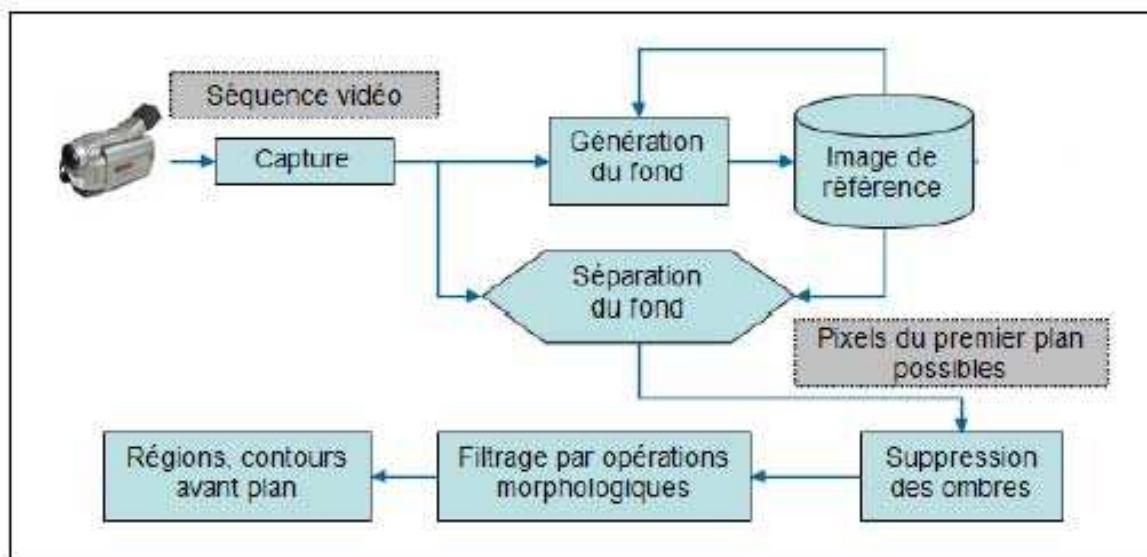 Séquence vidéo
Capture
Génération
du fond
Image de
référence
Séparation
du fond
Pixels du premier plan
possibles
Régions, contours
avant plan
Filtrage par opérations
morphologiques
Suppression
des ombres